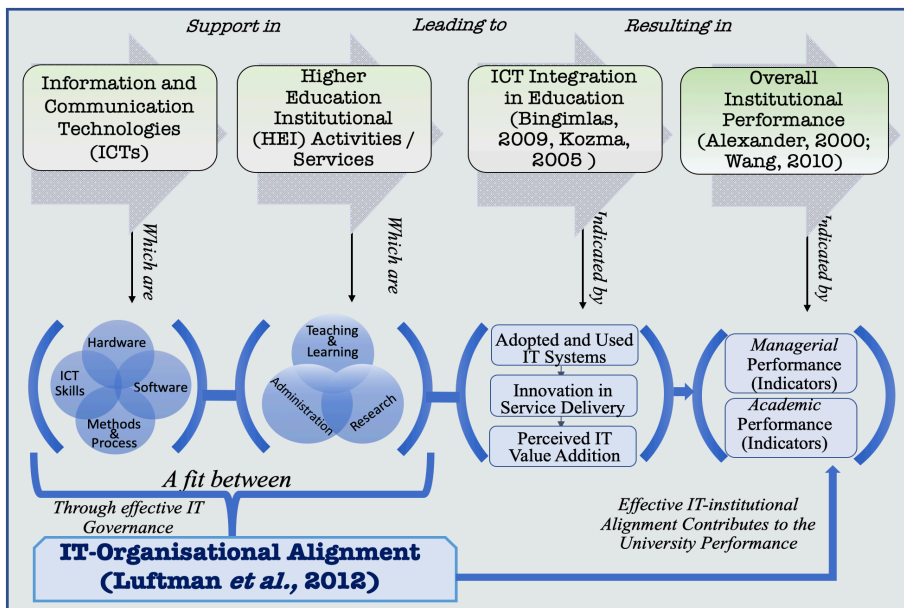 Support in
Leading to
Resulting in
Information and
Communication
Technologies
(ICTs)
Higher
Education
Institutional
(HEI) Activities /
Services
ICT Integration
in Education
(Bingimlas,
2009, Kozma,
2005 )
Overall
Institutional
Performance
(Alexander, 2000;
Wang, 2010)
Which are
Which are
Indicated by
Indicated by
Hardware
ICT
Skills
Software
Methods
&
Process
Teaching
&
Learning
Administration
Research
Adopted and Used
IT Systems
Innovation in
Service Delivery
Perceived IT
Value Addition
Managerial
Performance
(Indicators)
Academic
Performance
(Indicators)
A fit between
Through effective IT
Governance
IT-Organisational Alignment
(Luftman et al., 2012)
Effective IT-institutional
Alignment Contributes to the
University Performance